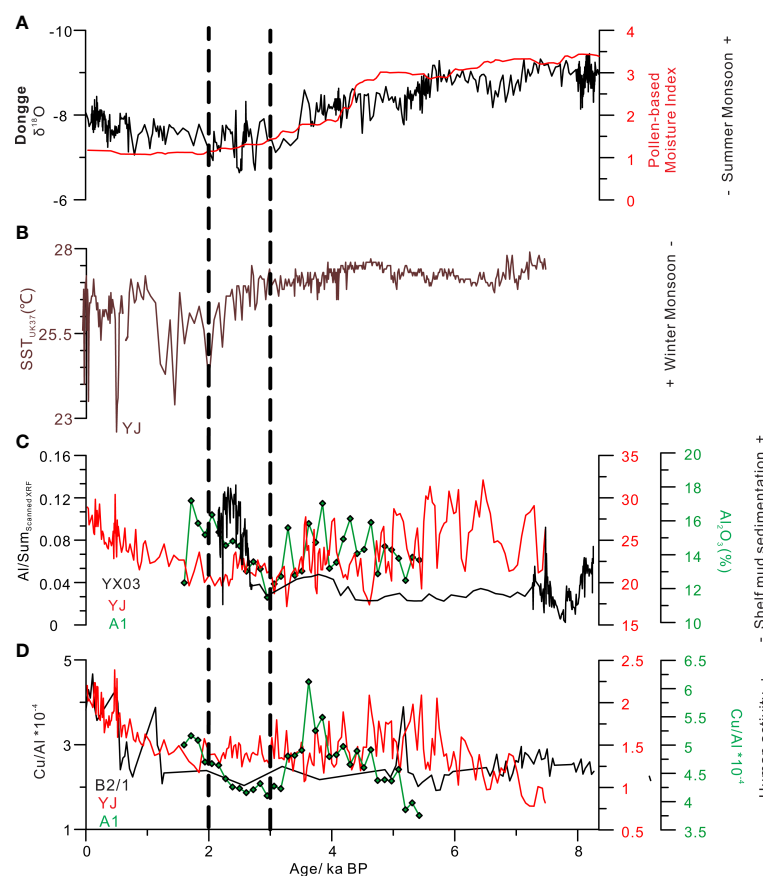 A
-10
-8
-6
Dongge
δ18O
4
3
2
1
0
Pollen-based
Moisture Index
- Summer Monsoon +
B
28
25.5
23
SSTUK37(℃)
YJ
+ Winter Monsoon -
C
0.16
0.12
0.08
0.04
0
Al/SumScanned XRF
YX03
YJ
A1
35
30
25
20
15
20
18
16
14
12
10
Al2O3(%)
- Shelf mud sedimentation +
D
5
3
1
Cu/Al *10-4
B2/1
YJ
A1
2.5
2
1.5
1
0.5
6.5
6
5.5
5
4.5
4
3.5
Cu/Al *10-4
0
2
4
6
8
Age/ ka BP